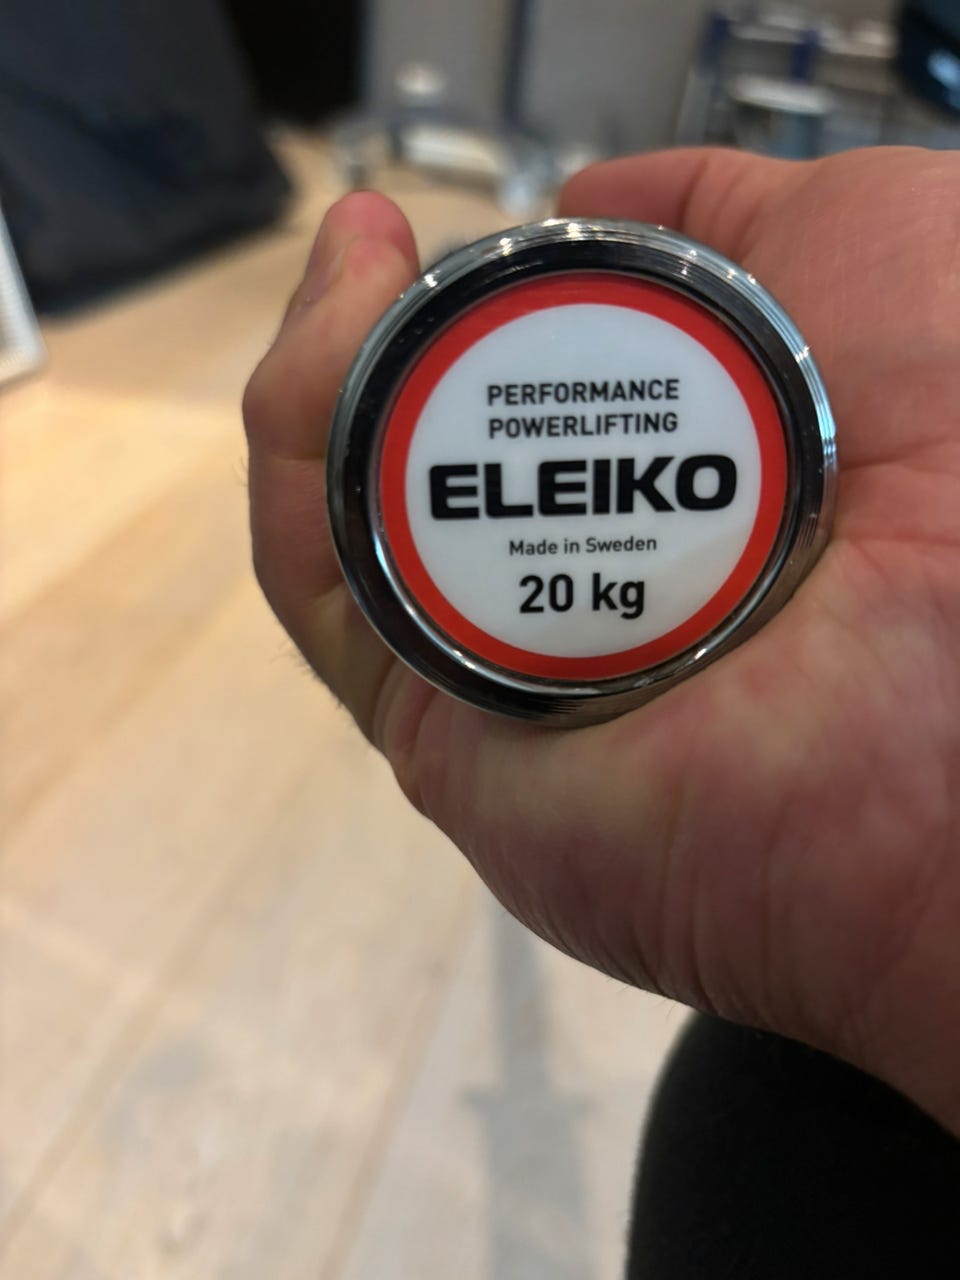 PERFORMANCE
POWERLIFTING
ELEIKO
Made in Sweden
20 kg